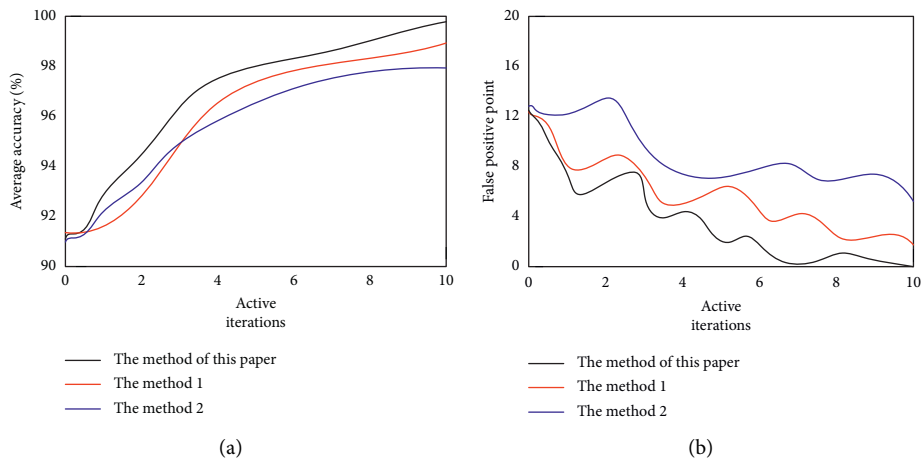 100
98
96
94
92
90
Average accuracy (%)
0 2 4 6 8 10
Active
iterations
The method of this paper
The method 1
The method 2
(a)
20
16
12
8
4
0
False positive point
0 2 4 6 8 10
Active
iterations
The method of this paper
The method 1
The method 2
(b)